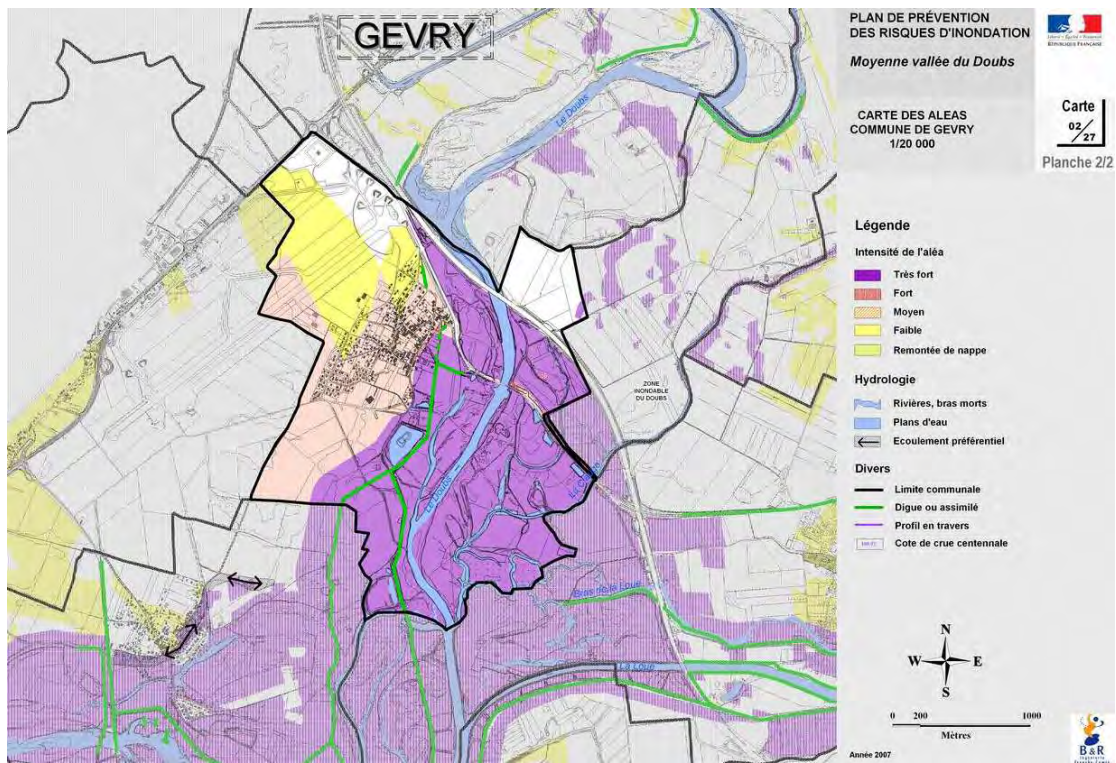 GEVRY
PLAN DE PRÉVENTION
DES RISQUES D'INONDATION
Moyenne vallée du Doubs
RÉPUBLIQUE FRANÇAISE
CARTE DES ALEAS
COMMUNE DE GEVRY
1/20 000
Carte
02/27
Planche 2/2
Le Doubs
ZONE
INONDABLE
DU DOUBS
Le Doubs
Bras de la Loue
La Loue
Légende
Intensité de l'aléa
Très fort
Fort
Moyen
Faible
Remontée de nappe
Hydrologie
Rivières, bras morts
Plans d'eau
Ecoulement préférentiel
Divers
Limite communale
Digue ou assimilé
Profil en travers
Cote de crue centennale
N
W E
S
0 200 1000
Mètres
Année 2007
B & R